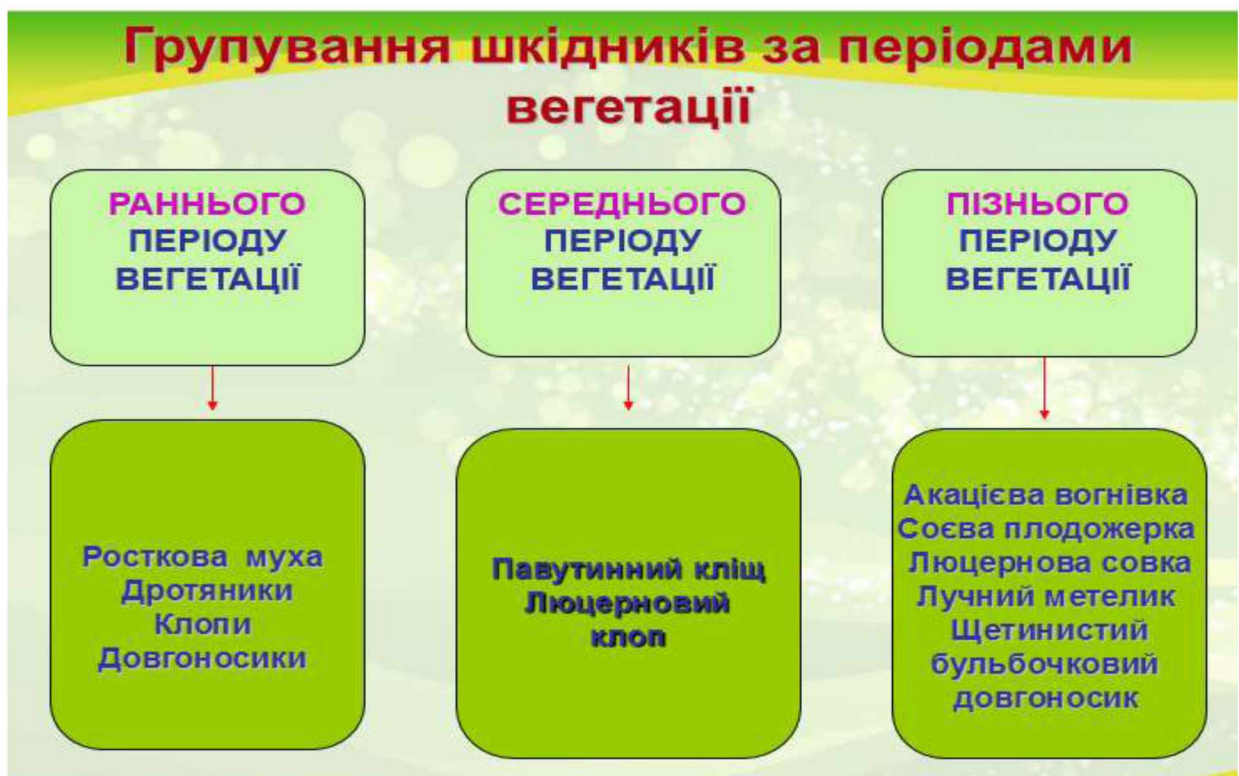 Групування шкідників за періодами
вегетації
РАННЬОГО
ПЕРІОДУ
ВЕГЕТАЦІЇ
СЕРЕДНЬОГО
ПЕРІОДУ
ВЕГЕТАЦІЇ
ПІЗНЬОГО
ПЕРІОДУ
ВЕГЕТАЦІЇ
Росткова муха
Дротяники
Клопи
Довгоносики
Павутинний кліщ
Люцерновий
клоп
Акацієва вогнівка
Соєва плодожерка
Люцернова совка
Лучний метелик
Щетинистий
бульбочковий
довгоносик